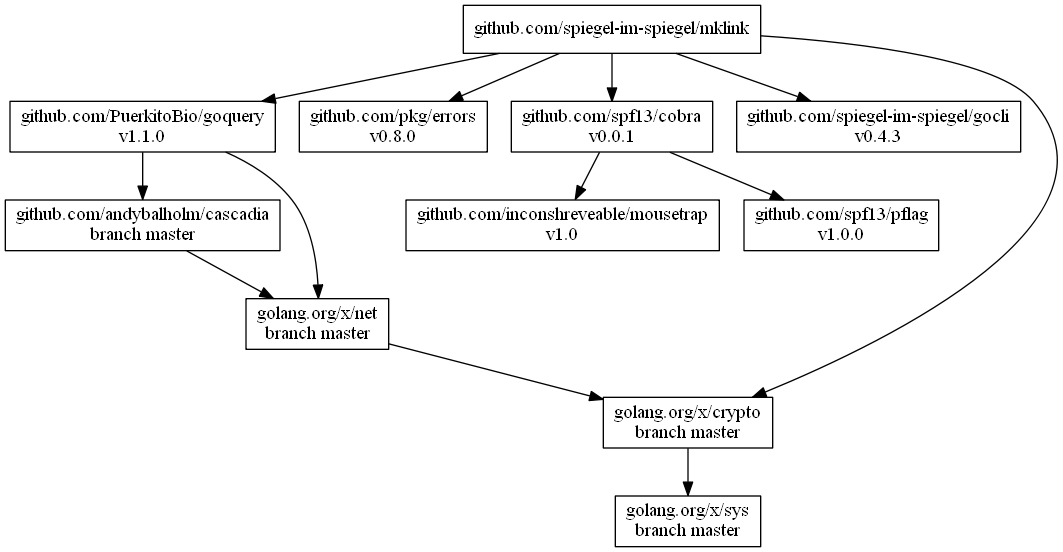 github.com/spiegel-im-spiegel/mklink
github.com/PuerkitoBio/goquery
v1.1.0
github.com/pkg/errors
v0.8.0
github.com/spf13/cobra
v0.0.1
github.com/spiegel-im-spiegel/gocli
v0.4.3
github.com/andybalholm/cascadia
branch master
github.com/inconshreveable/mousetrap
v1.0
github.com/spf13/pflag
v1.0.0
golang.org/x/net
branch master
golang.org/x/crypto
branch master
golang.org/x/sys
branch master